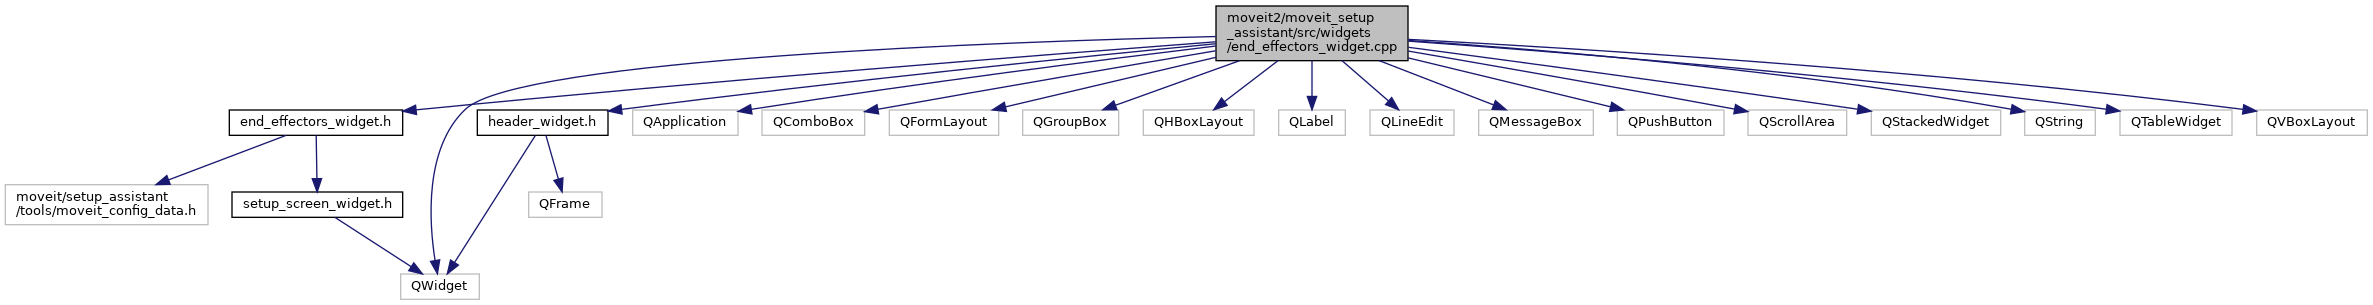 moveit2/moveit_setup
_assistant/src/widgets
/end_effectors_widget.cpp
end_effectors_widget.h
header_widget.h
QApplication
QComboBox
QFormLayout
QGroupBox
QHBoxLayout
QLabel
QLineEdit
QMessageBox
QPushButton
QScrollArea
QStackedWidget
QString
QTableWidget
QVBoxLayout
moveit/setup_assistant
/tools/moveit_config_data.h
setup_screen_widget.h
QFrame
QWidget